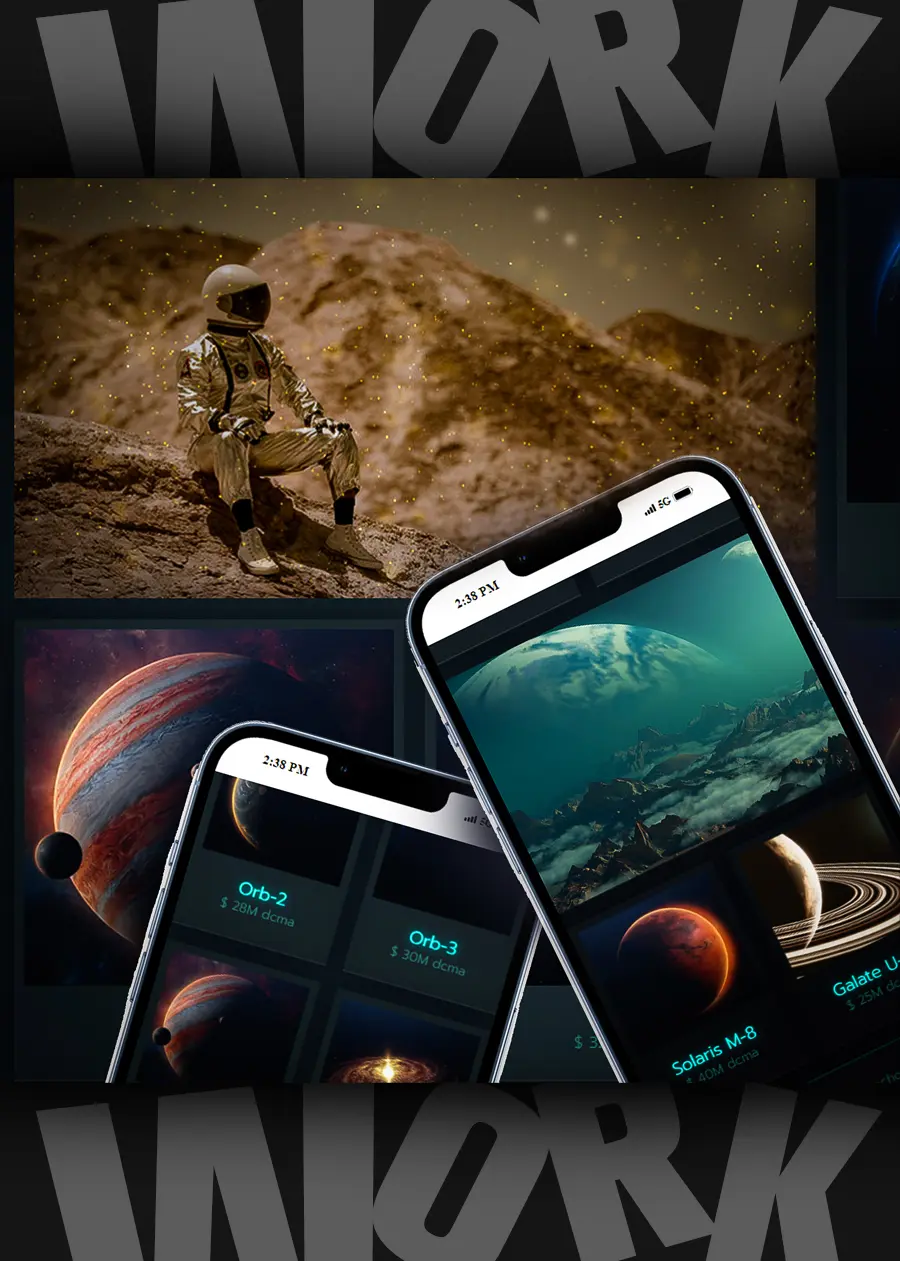 WORK
5G
2:38 PM
2:38 PM
5G
Orb-2
$ 28M dcma
Orb-3
$ 30M dcma
Galate U-
$ 25M dc
$ 3
Solaris M-8
$ 40M dcma
WORK